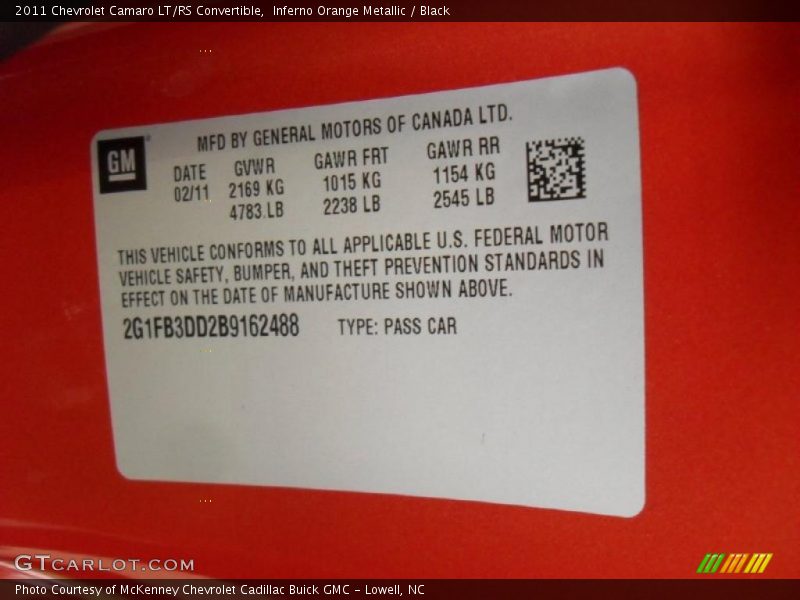 2011 Chevrolet Camaro LT/RS Convertible, Inferno Orange Metallic / Black
GM
MFD BY GENERAL MOTORS OF CANADA LTD.
DATE GVWR GAWR FRT GAWR RR
02/11 2169 KG 1015 KG 1154 KG
4783 LB 2238 LB 2545 LB
THIS VEHICLE CONFORMS TO ALL APPLICABLE U.S. FEDERAL MOTOR
VEHICLE SAFETY, BUMPER, AND THEFT PREVENTION STANDARDS IN
EFFECT ON THE DATE OF MANUFACTURE SHOWN ABOVE.
2G1FB3DD2B9162488 TYPE: PASS CAR
GTCARLOT.COM
Photo Courtesy of McKenney Chevrolet Cadillac Buick GMC - Lowell, NC